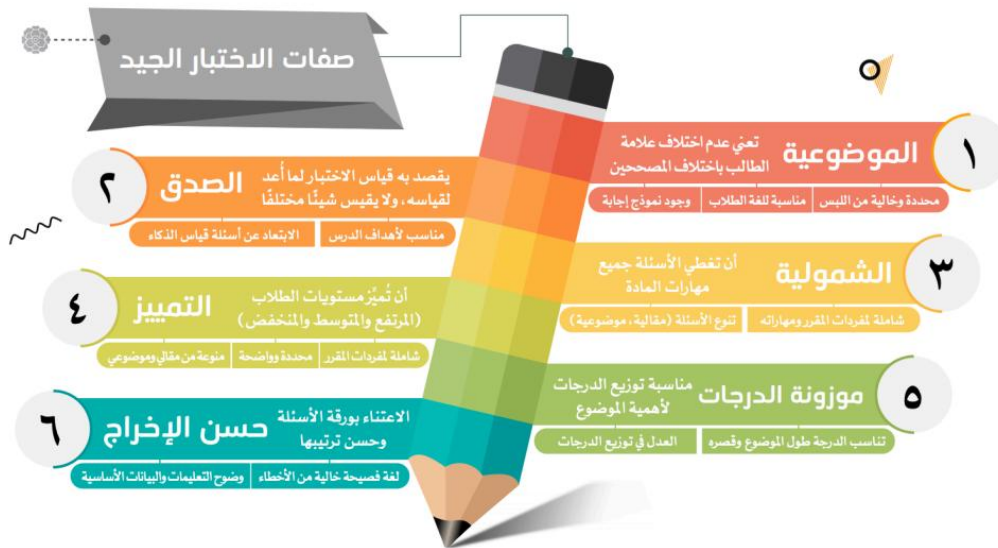 صفات الاختبار الجيد
١
الموضوعية
تعني عدم اختلاف علامة
الطالب باختلاف المصححين
محددة وخالية من اللبس
مناسبة للغة الطلاب
وجود نموذج إجابة
٢
الصدق
يقصد به قياس الاختبار لما أُعد
لقياسه، ولا يقيس شيئًا مختلفًا
مناسب لأهداف الدرس
الابتعاد عن أسئلة قياس الذكاء
٣
الشمولية
أن تغطي الأسئلة جميع
مهارات المادة
شاملة لمفردات المقرر ومهاراته
تنوع الأسئلة (مقالية، موضوعية)
٤
التمييز
أن تُميَّز مستويات الطلاب
(المرتفع والمتوسط والمنخفض)
شاملة لمفردات المقرر
محددة وواضحة
منوعة من مقالي وموضوعي
٥
موزونة الدرجات
مناسبة توزيع الدرجات
لأهمية الموضوع
تناسب الدرجة طول الموضوع وقصره
العدل في توزيع الدرجات
٦
حسن الإخراج
الاعتناء بورقة الأسئلة
وحسن ترتيبها
لغة فصيحة خالية من الأخطاء
وضوح التعليمات والبيانات الأساسية